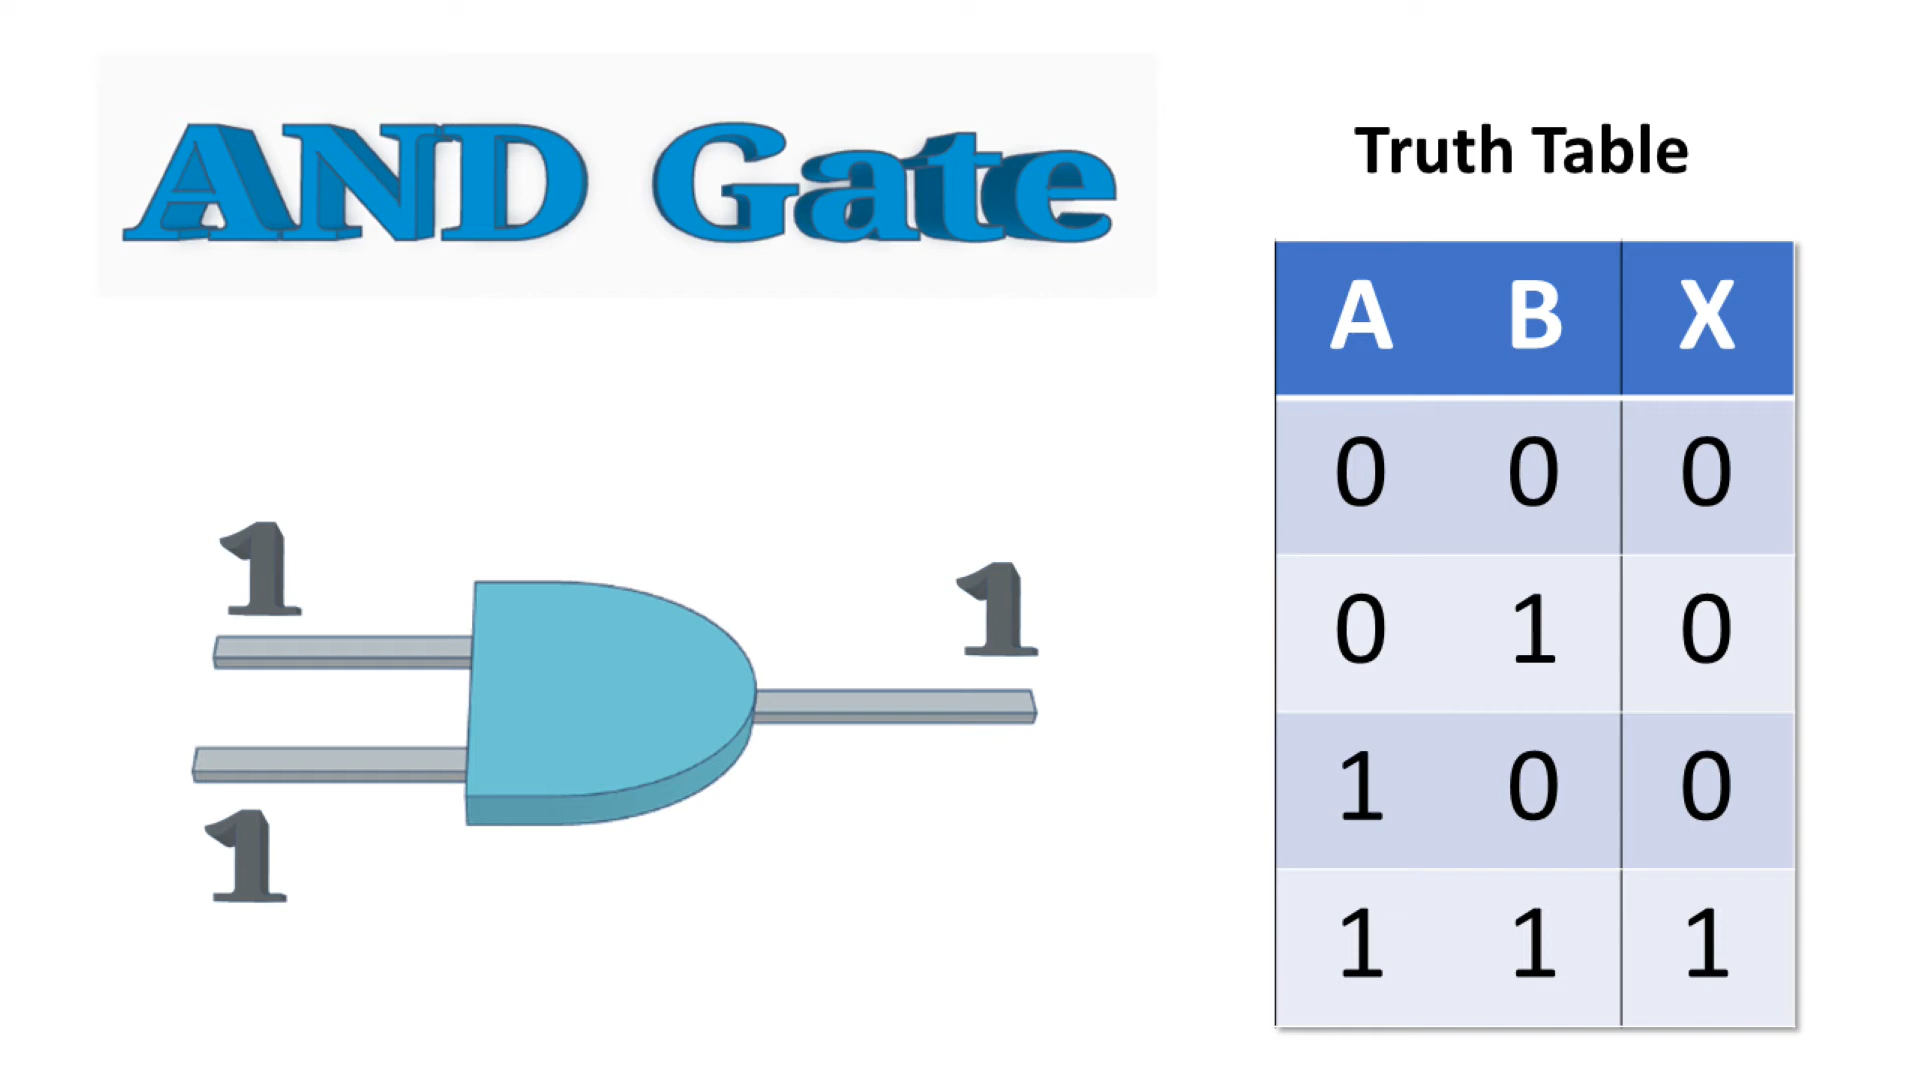 AND Gate
1
1
1
Truth Table
A B X
0 0 0
0 1 0
1 0 0
1 1 1